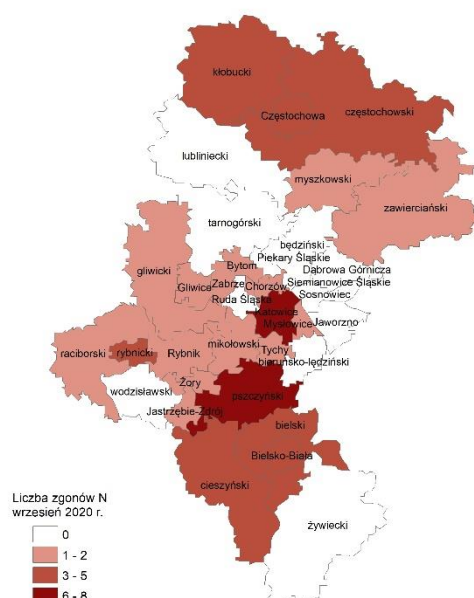 kłobucki
częstochowski
Częstochowa
lubliniecki
myszkowski
zawierciański
tarnogórski
będziński
Piekary Śląskie
gliwicki
Bytom
Dąbrowa Górnicza
Zabrze
Chorzów
Siemianowice Śląskie
Gliwice
Ruda Śląska
Sosnowiec
Katowice
Mysłowice
Jaworzno
raciborski
rybnicki
Rybnik
mikołowski
Tychy
bieruńsko-lędziński
wodzisławski
Żory
pszczyński
Jastrzębie-Zdrój
bielski
Bielsko-Biała
cieszyński
żywiecki
Liczba zgonów N
wrzesień 2020 r.
0
1 - 2
3 - 5
6 - 8